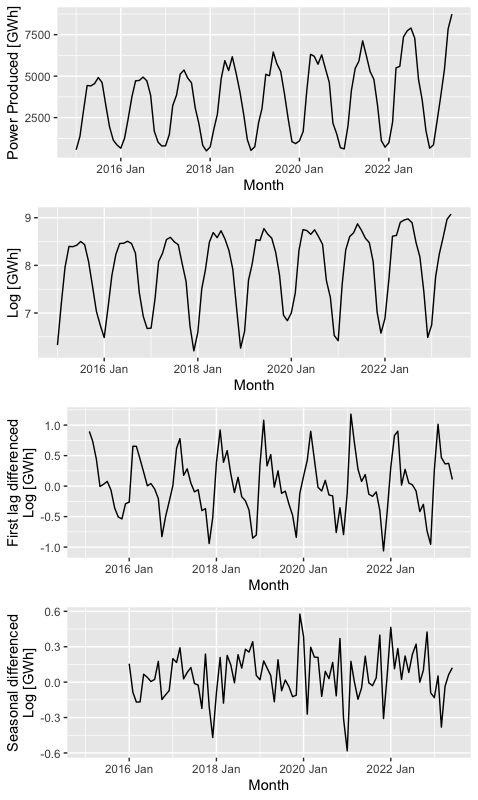 Power Produced [GWh]
7500
5000
2500
2016 Jan 2018 Jan 2020 Jan 2022 Jan
Month
Log [GWh]
9
8
7
2016 Jan 2018 Jan 2020 Jan 2022 Jan
Month
First lag differenced
Log [GWh]
1.0
0.5
0.0
-0.5
-1.0
2016 Jan 2018 Jan 2020 Jan 2022 Jan
Month
Seasonal differenced
Log [GWh]
0.6
0.3
0.0
-0.3
-0.6
2016 Jan 2018 Jan 2020 Jan 2022 Jan
Month